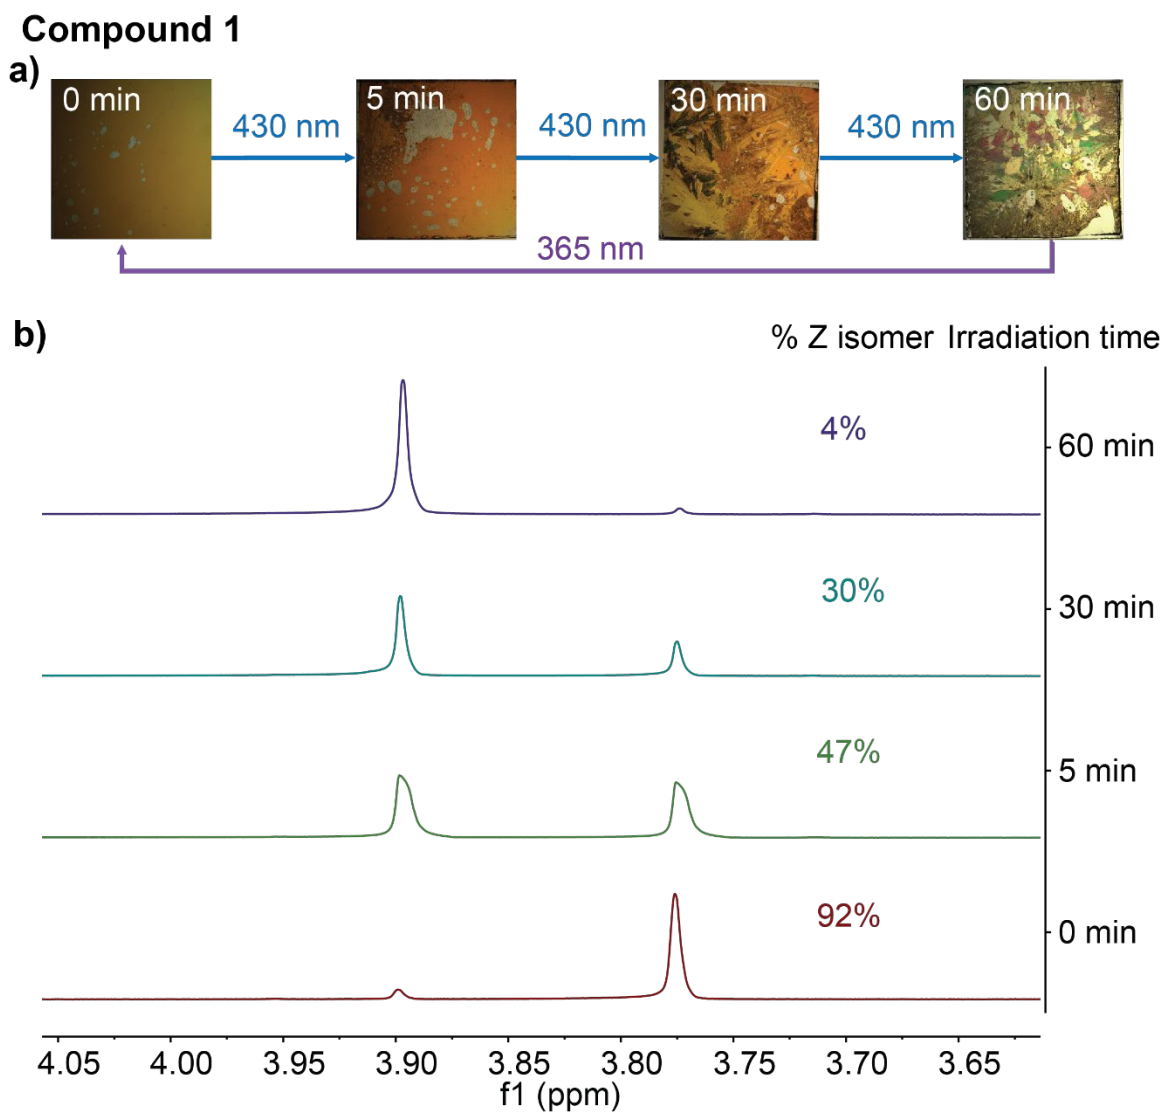 Compound 1
a)
0 min
430 nm
5 min
430 nm
30 min
430 nm
60 min
365 nm
b)
% Z isomer Irradiation time
4%
60 min
30%
30 min
47%
5 min
92%
0 min
4.05 4.00 3.95 3.90 3.85 3.80 3.75 3.70 3.65
f1 (ppm)